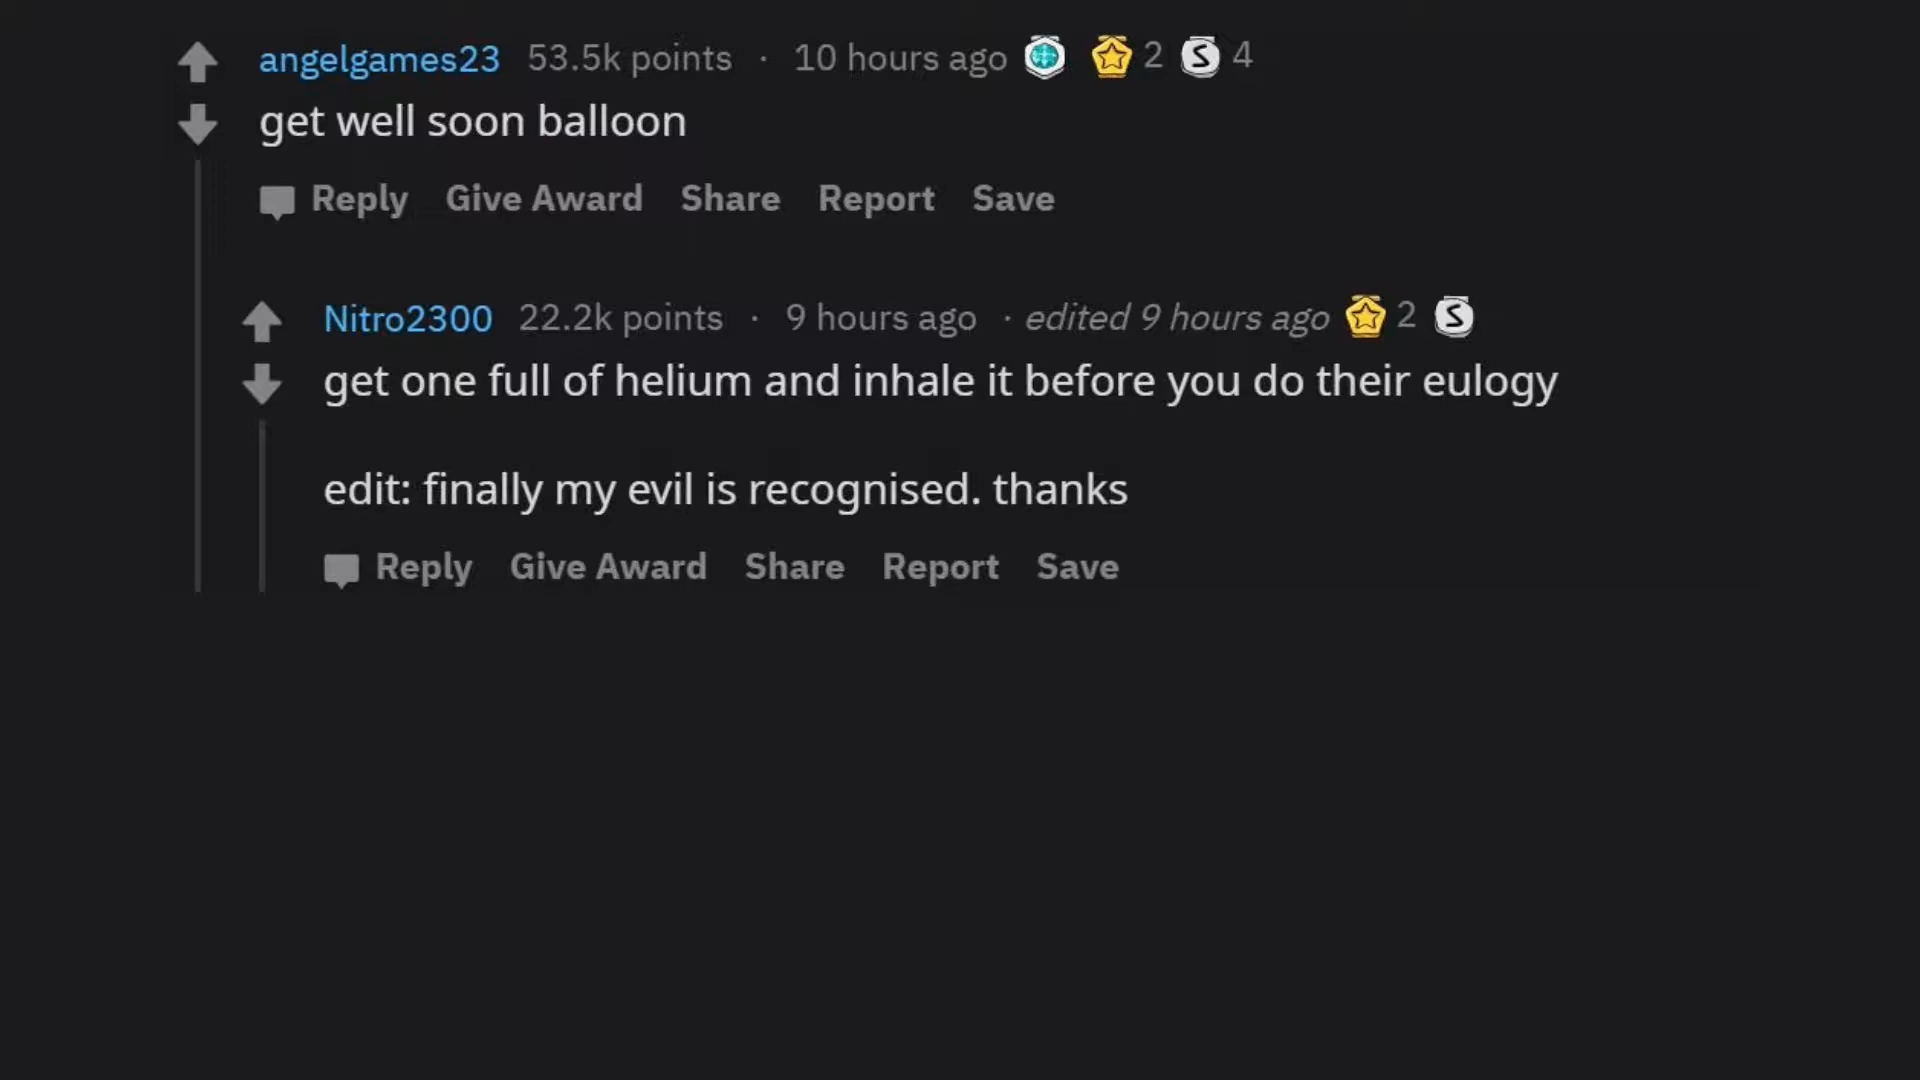 angelgames23 53.5k points · 10 hours ago 2 S 4
get well soon balloon
Reply Give Award Share Report Save
Nitro2300 22.2k points · 9 hours ago · edited 9 hours ago 2 S
get one full of helium and inhale it before you do their eulogy
edit: finally my evil is recognised. thanks
Reply Give Award Share Report Save